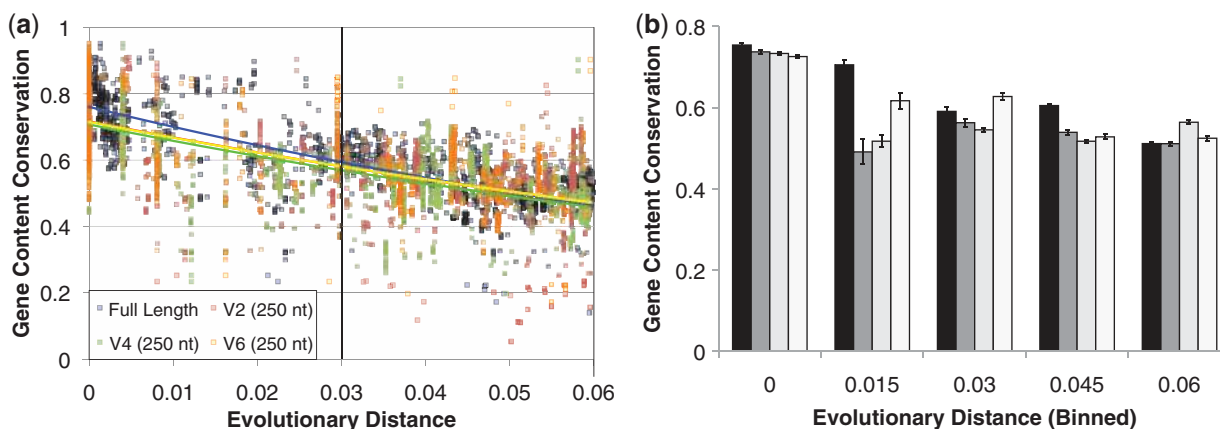 (a)
Gene Content Conservation
1
0.8
0.6
0.4
0.2
0
Full Length
V2 (250 nt)
V4 (250 nt)
V6 (250 nt)
0 0.01 0.02 0.03 0.04 0.05 0.06
Evolutionary Distance
(b)
Gene Content Conservation
0.8
0.6
0.4
0.2
0
0 0.015 0.03 0.045 0.06
Evolutionary Distance (Binned)